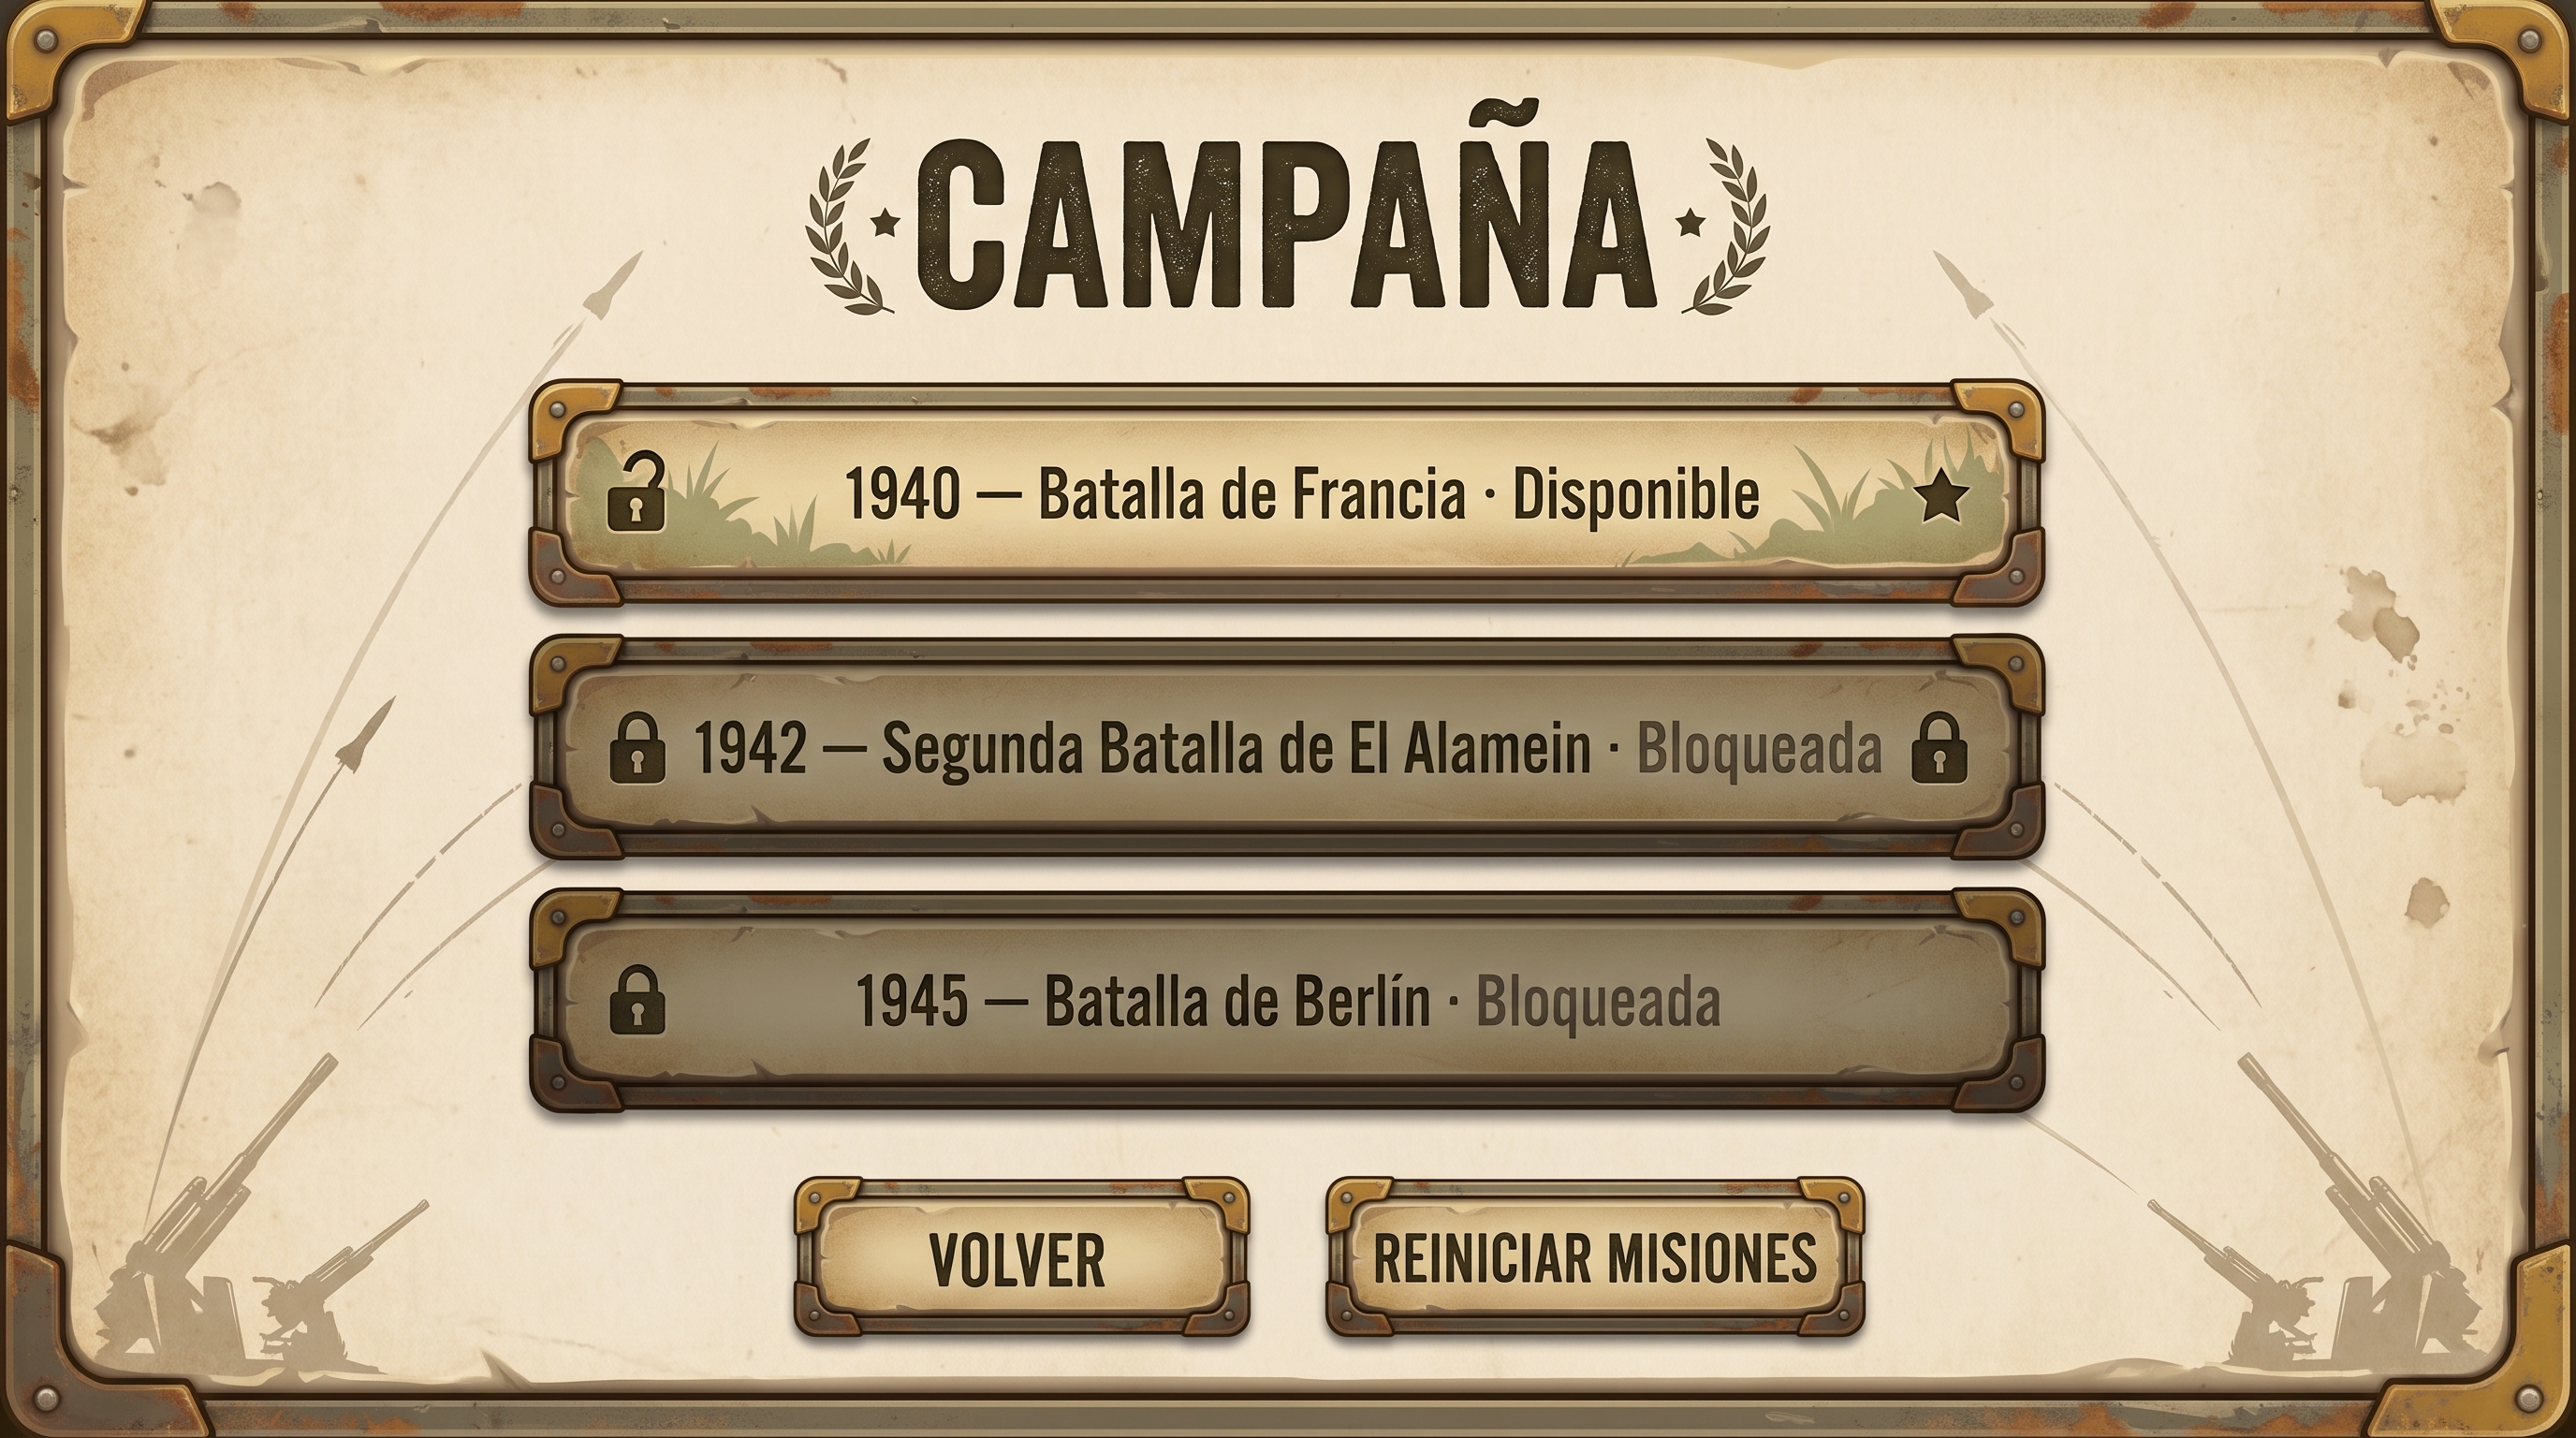 CAMPAÑA
1940 — Batalla de Francia · Disponible
1942 — Segunda Batalla de El Alamein · Bloqueada
1945 — Batalla de Berlín · Bloqueada
VOLVER
REINICIAR MISIONES